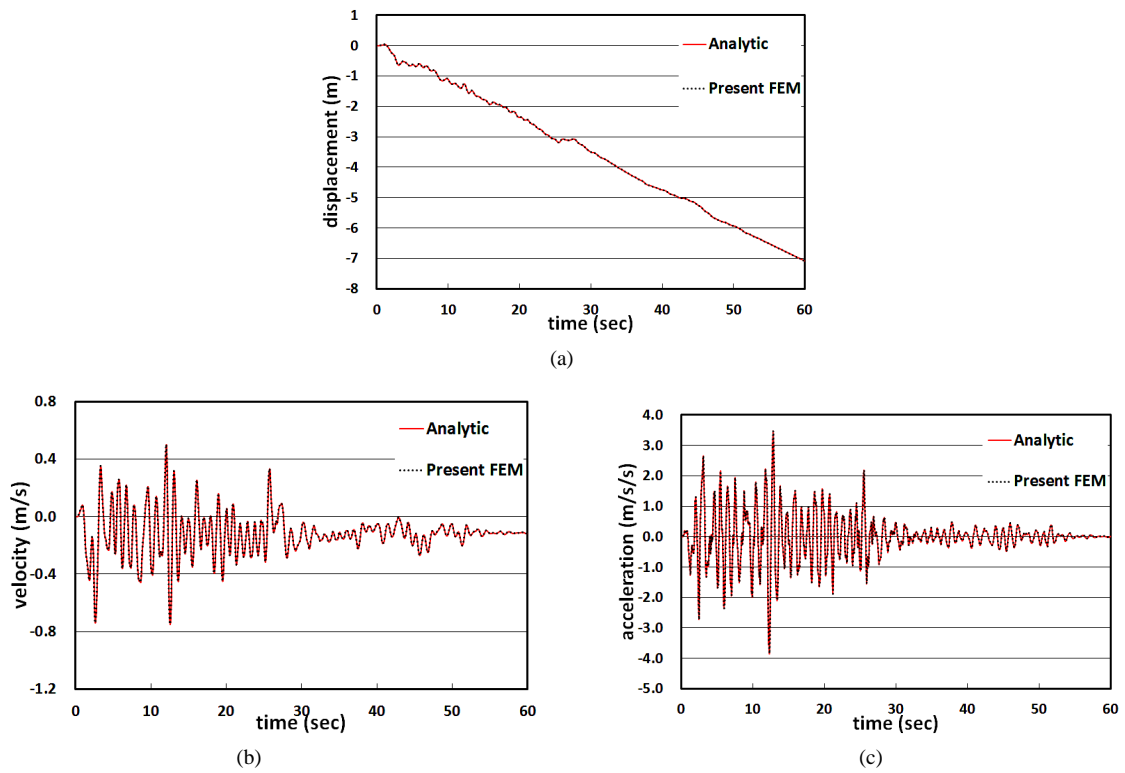 1
0
-1
-2
-3
-4
-5
-6
-7
-8
displacement (m)
Analytic
Present FEM
0 10 20 30 40 50 60
time (sec)
(a)
0.8
0.4
0.0
-0.4
-0.8
-1.2
velocity (m/s)
Analytic
Present FEM
0 10 20 30 40 50 60
time (sec)
(b)
4.0
3.0
2.0
1.0
0.0
-1.0
-2.0
-3.0
-4.0
-5.0
acceleration (m/s/s)
Analytic
Present FEM
0 10 20 30 40 50 60
time (sec)
(c)